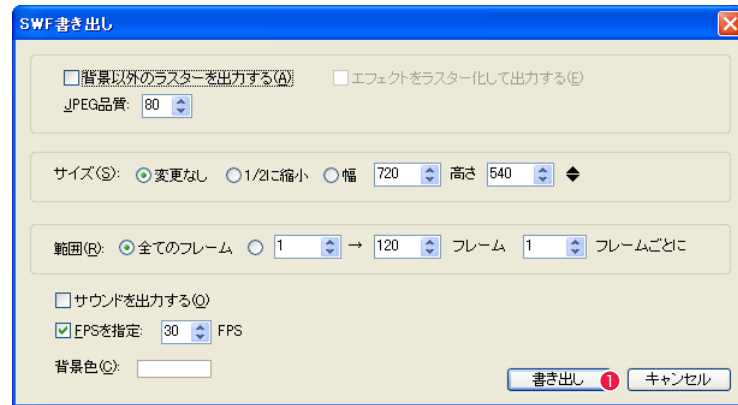 SWF書き出し
背景以外のラスターを出力する(A) エフェクトをラスター化して出力する(E)
JPEG品質: 80
サイズ(S): 変更なし 1/2に縮小 幅 720 高さ 540
範囲(R): 全てのフレーム 1 → 120 フレーム 1 フレームごとに
サウンドを出力する(O)
FPSを指定: 30 FPS
背景色(C):
書き出し 1 キャンセル